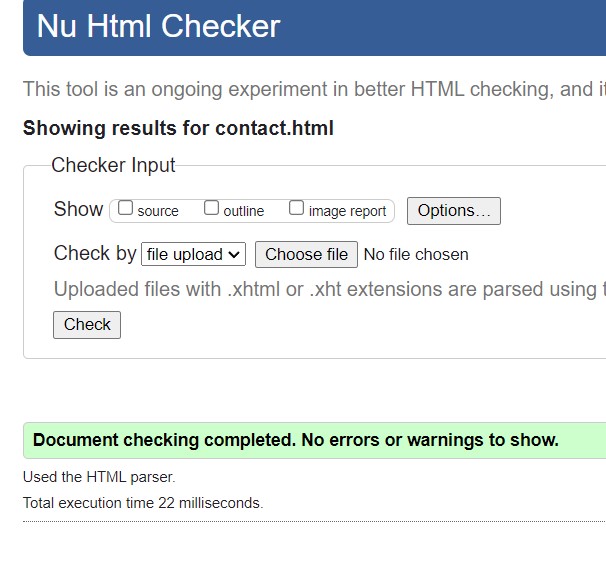 Nu Html Checker
This tool is an ongoing experiment in better HTML checking, and
Showing results for contact.html
Checker Input
Show source outline image report Options…
Check by file upload Choose file No file chosen
Uploaded files with .xhtml or .xht extensions are parsed using
Check
Document checking completed. No errors or warnings to show.
Used the HTML parser.
Total execution time 22 milliseconds.